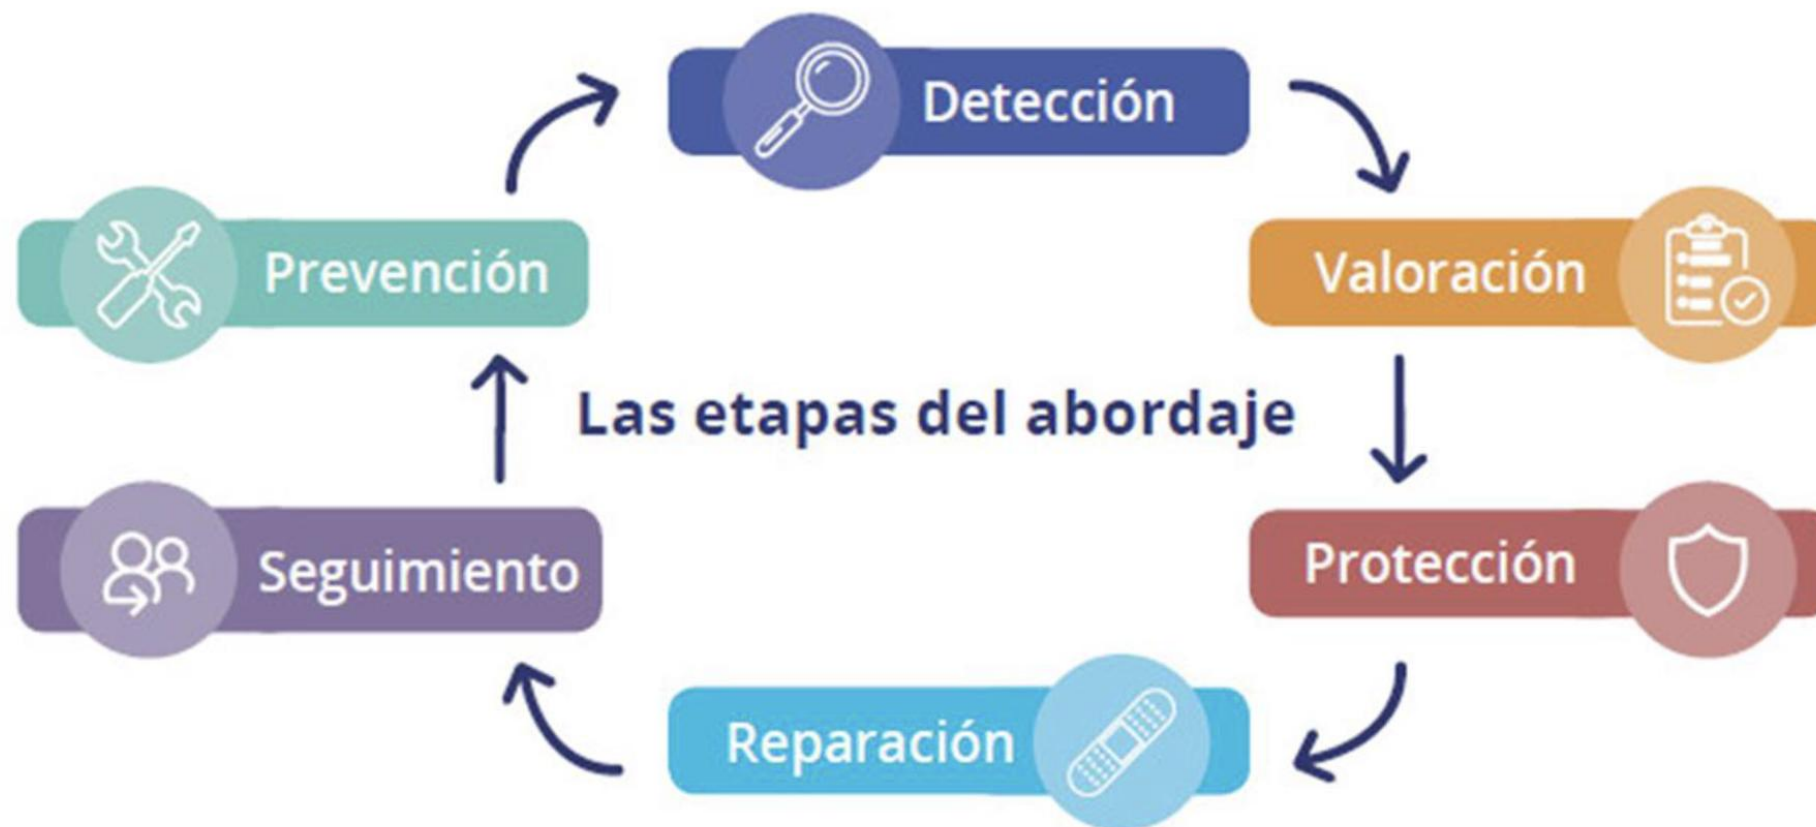 Detección
Prevención
Valoración
Las etapas del abordaje
Seguimiento
Protección
Reparación